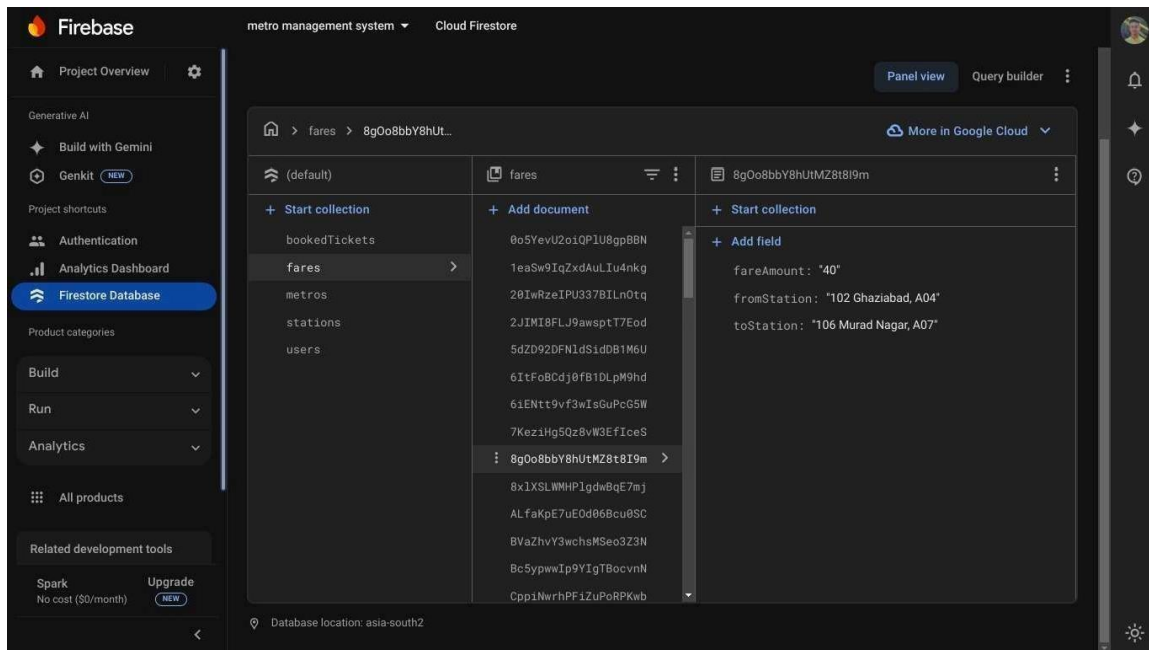 Firebase
metro management system
Cloud Firestore
Project Overview
Generative AI
Build with Gemini
Genkit NEW
Project shortcuts
Authentication
Analytics Dashboard
Firestore Database
Product categories
Build
Run
Analytics
All products
Related development tools
Spark
No cost ($0/month)
Upgrade
NEW
Panel view
Query builder
> fares > 8gOo8bbY8hUt...
More in Google Cloud
(default)
+ Start collection
bookedTickets
fares
metros
stations
users
fares
+ Add document
0o5YevU2oiQPlU8gpBBN
1eaSw9IqZxdAuLIu4nkg
20IwRzeIPU337BILnOtq
2JIMI8FLJ9awsptT7Eod
5dZD92DFNldSidDB1M6U
6ItFoBCdj0fB1DLpM9hd
6iENtt9vf3wIsGuPcG5W
7KeziHg5Qz8vW3EfIceS
8gOo8bbY8hUtMZ8t8I9m
8xlXSLWMHPlgdwBqE7mj
ALfaKpE7uEOd06Bcu0SC
BVaZhvY3wchsMSeo3Z3N
Bc5ypwwIp9YIgTBocvnN
CppiNwrhPFiZuPoRPKwb
8gOo8bbY8hUtMZ8t8I9m
+ Start collection
+ Add field
fareAmount: "40"
fromStation: "102 Ghaziabad, A04"
toStation: "106 Murad Nagar, A07"
Database location: asia-south2